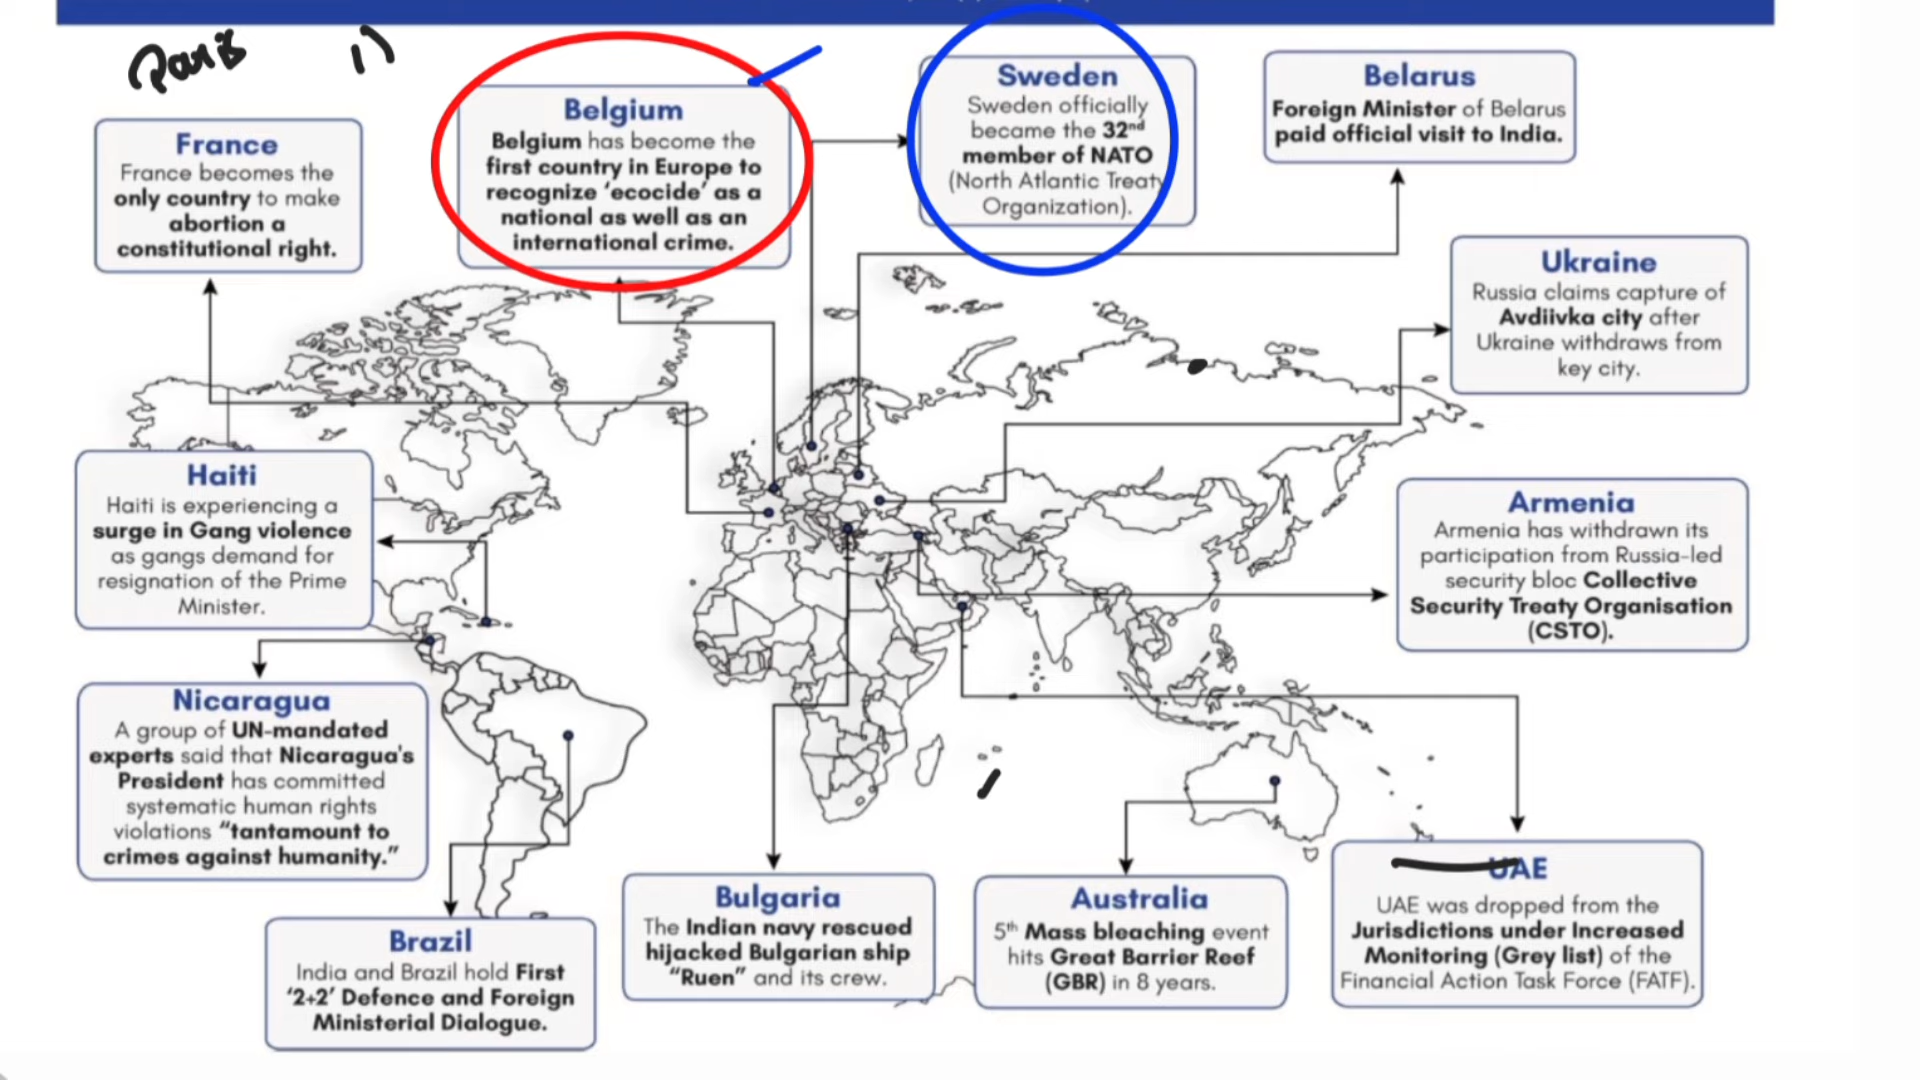 Paris 1)
France
France becomes the
only country to make
abortion a
constitutional right.
Belgium
Belgium has become the
first country in Europe to
recognize ‘ecocide’ as a
national as well as an
international crime.
Sweden
Sweden officially
became the 32nd
member of NATO
(North Atlantic Treaty
Organization).
Belarus
Foreign Minister of Belarus
paid official visit to India.
Ukraine
Russia claims capture of
Avdiivka city after
Ukraine withdraws from
key city.
Haiti
Haiti is experiencing a
surge in Gang violence
as gangs demand for
resignation of the Prime
Minister.
Armenia
Armenia has withdrawn its
participation from Russia-led
security bloc Collective
Security Treaty Organisation
(CSTO).
Nicaragua
A group of UN-mandated
experts said that Nicaragua's
President has committed
systematic human rights
violations “tantamount to
crimes against humanity.”
Brazil
India and Brazil hold First
‘2+2’ Defence and Foreign
Ministerial Dialogue.
Bulgaria
The Indian navy rescued
hijacked Bulgarian ship
“Ruen” and its crew.
Australia
5th Mass bleaching event
hits Great Barrier Reef
(GBR) in 8 years.
UAE
UAE was dropped from the
Jurisdictions under Increased
Monitoring (Grey list) of the
Financial Action Task Force (FATF).